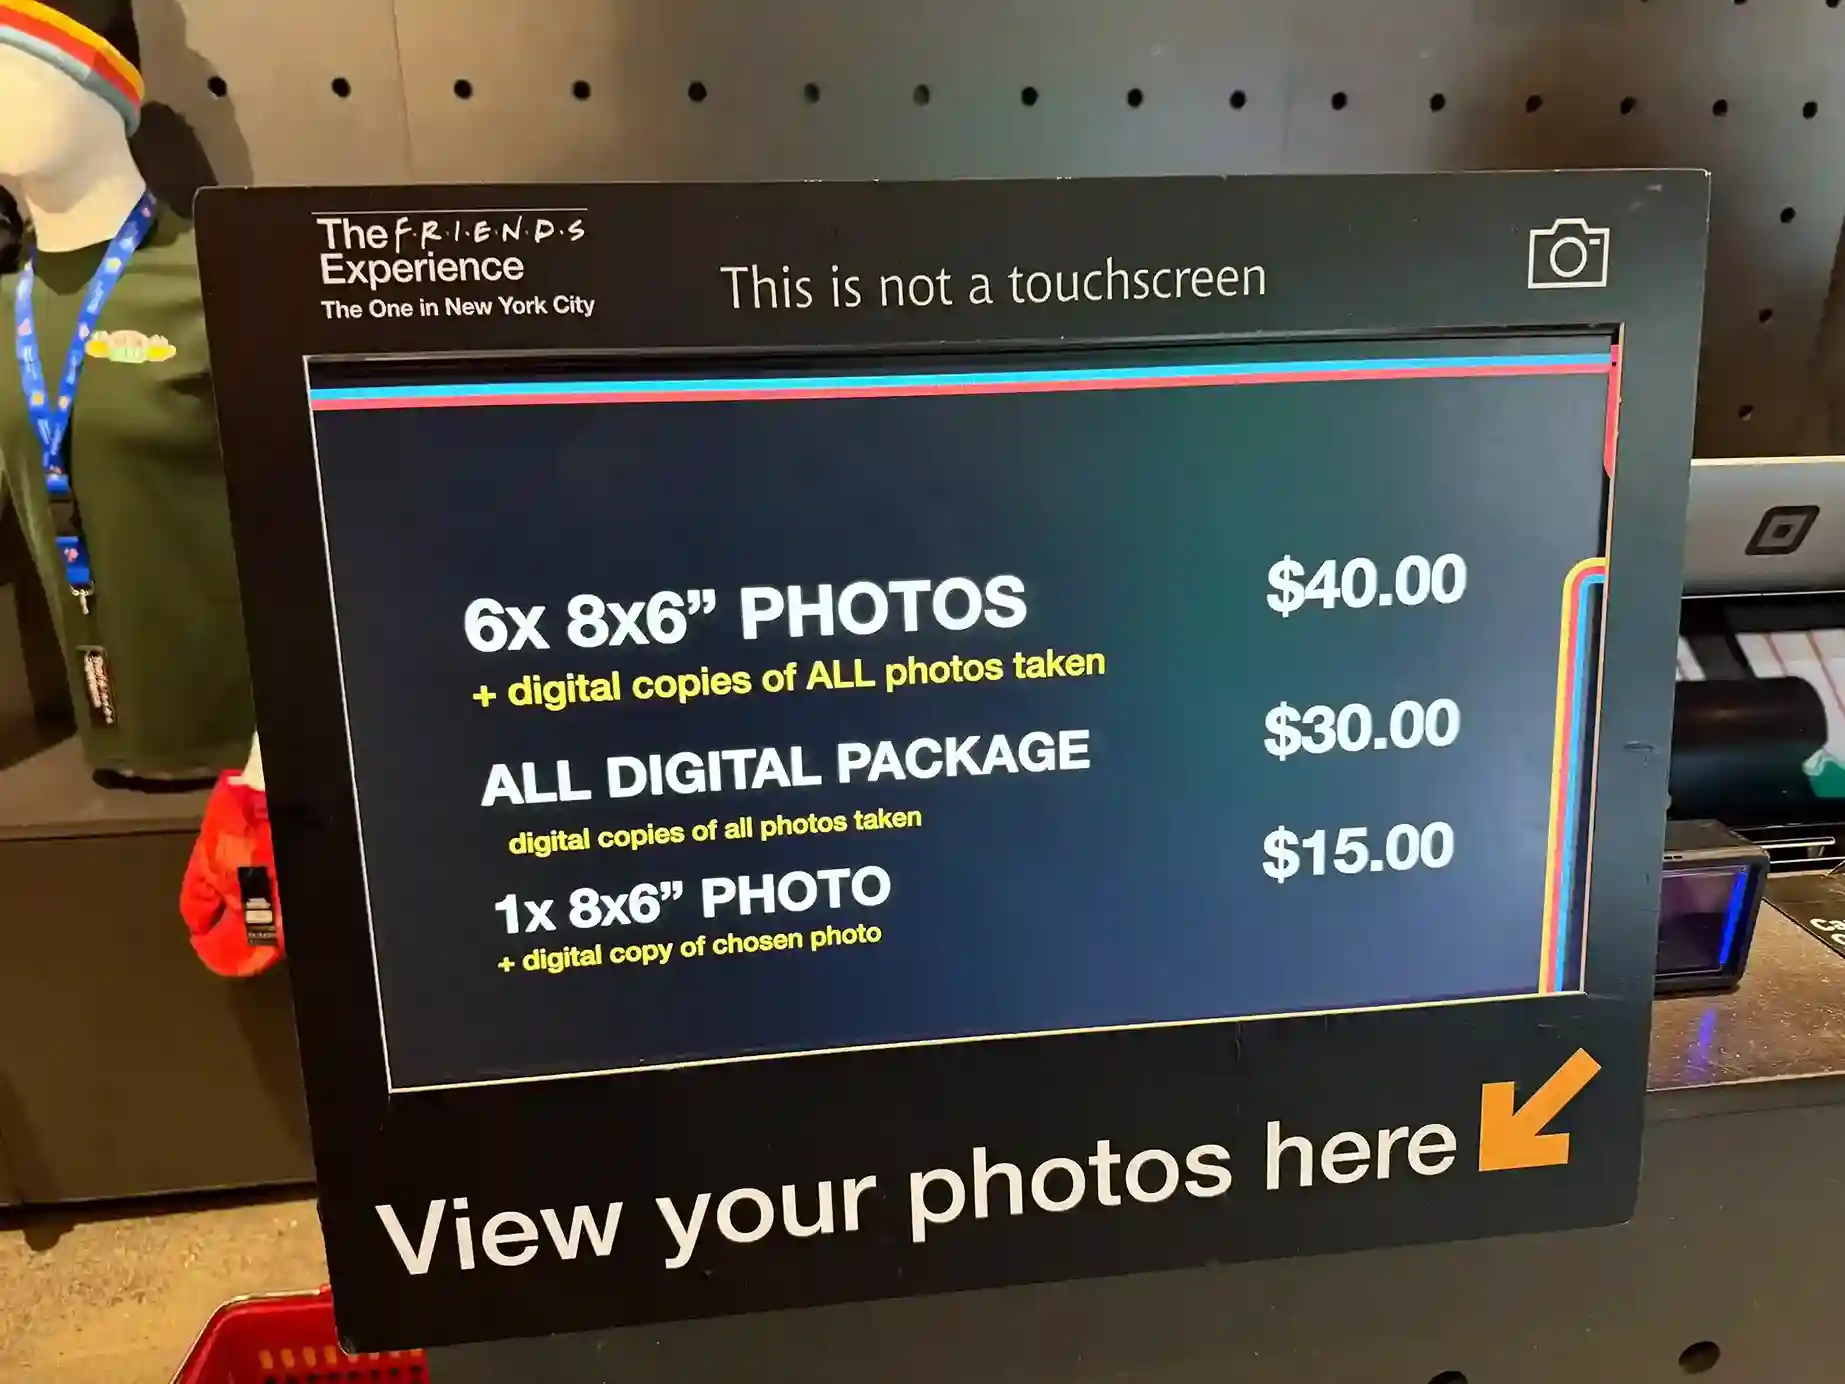 The F·R·I·E·N·D·S
Experience
The One in New York City
This is not a touchscreen
6x 8x6” PHOTOS
$40.00
+ digital copies of ALL photos taken
ALL DIGITAL PACKAGE
$30.00
digital copies of all photos taken
1x 8x6” PHOTO
$15.00
+ digital copy of chosen photo
View your photos here